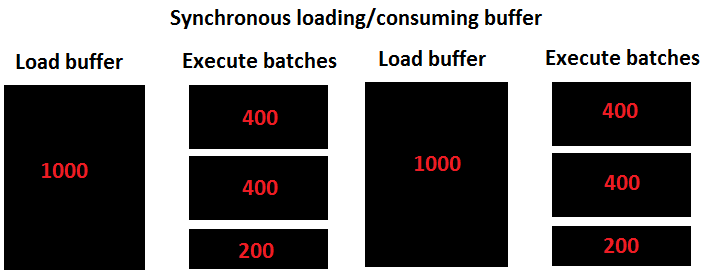 Synchronous loading/consuming buffer
Load buffer
Execute batches
Load buffer
Execute batches
1000
400
400
200
1000
400
400
200